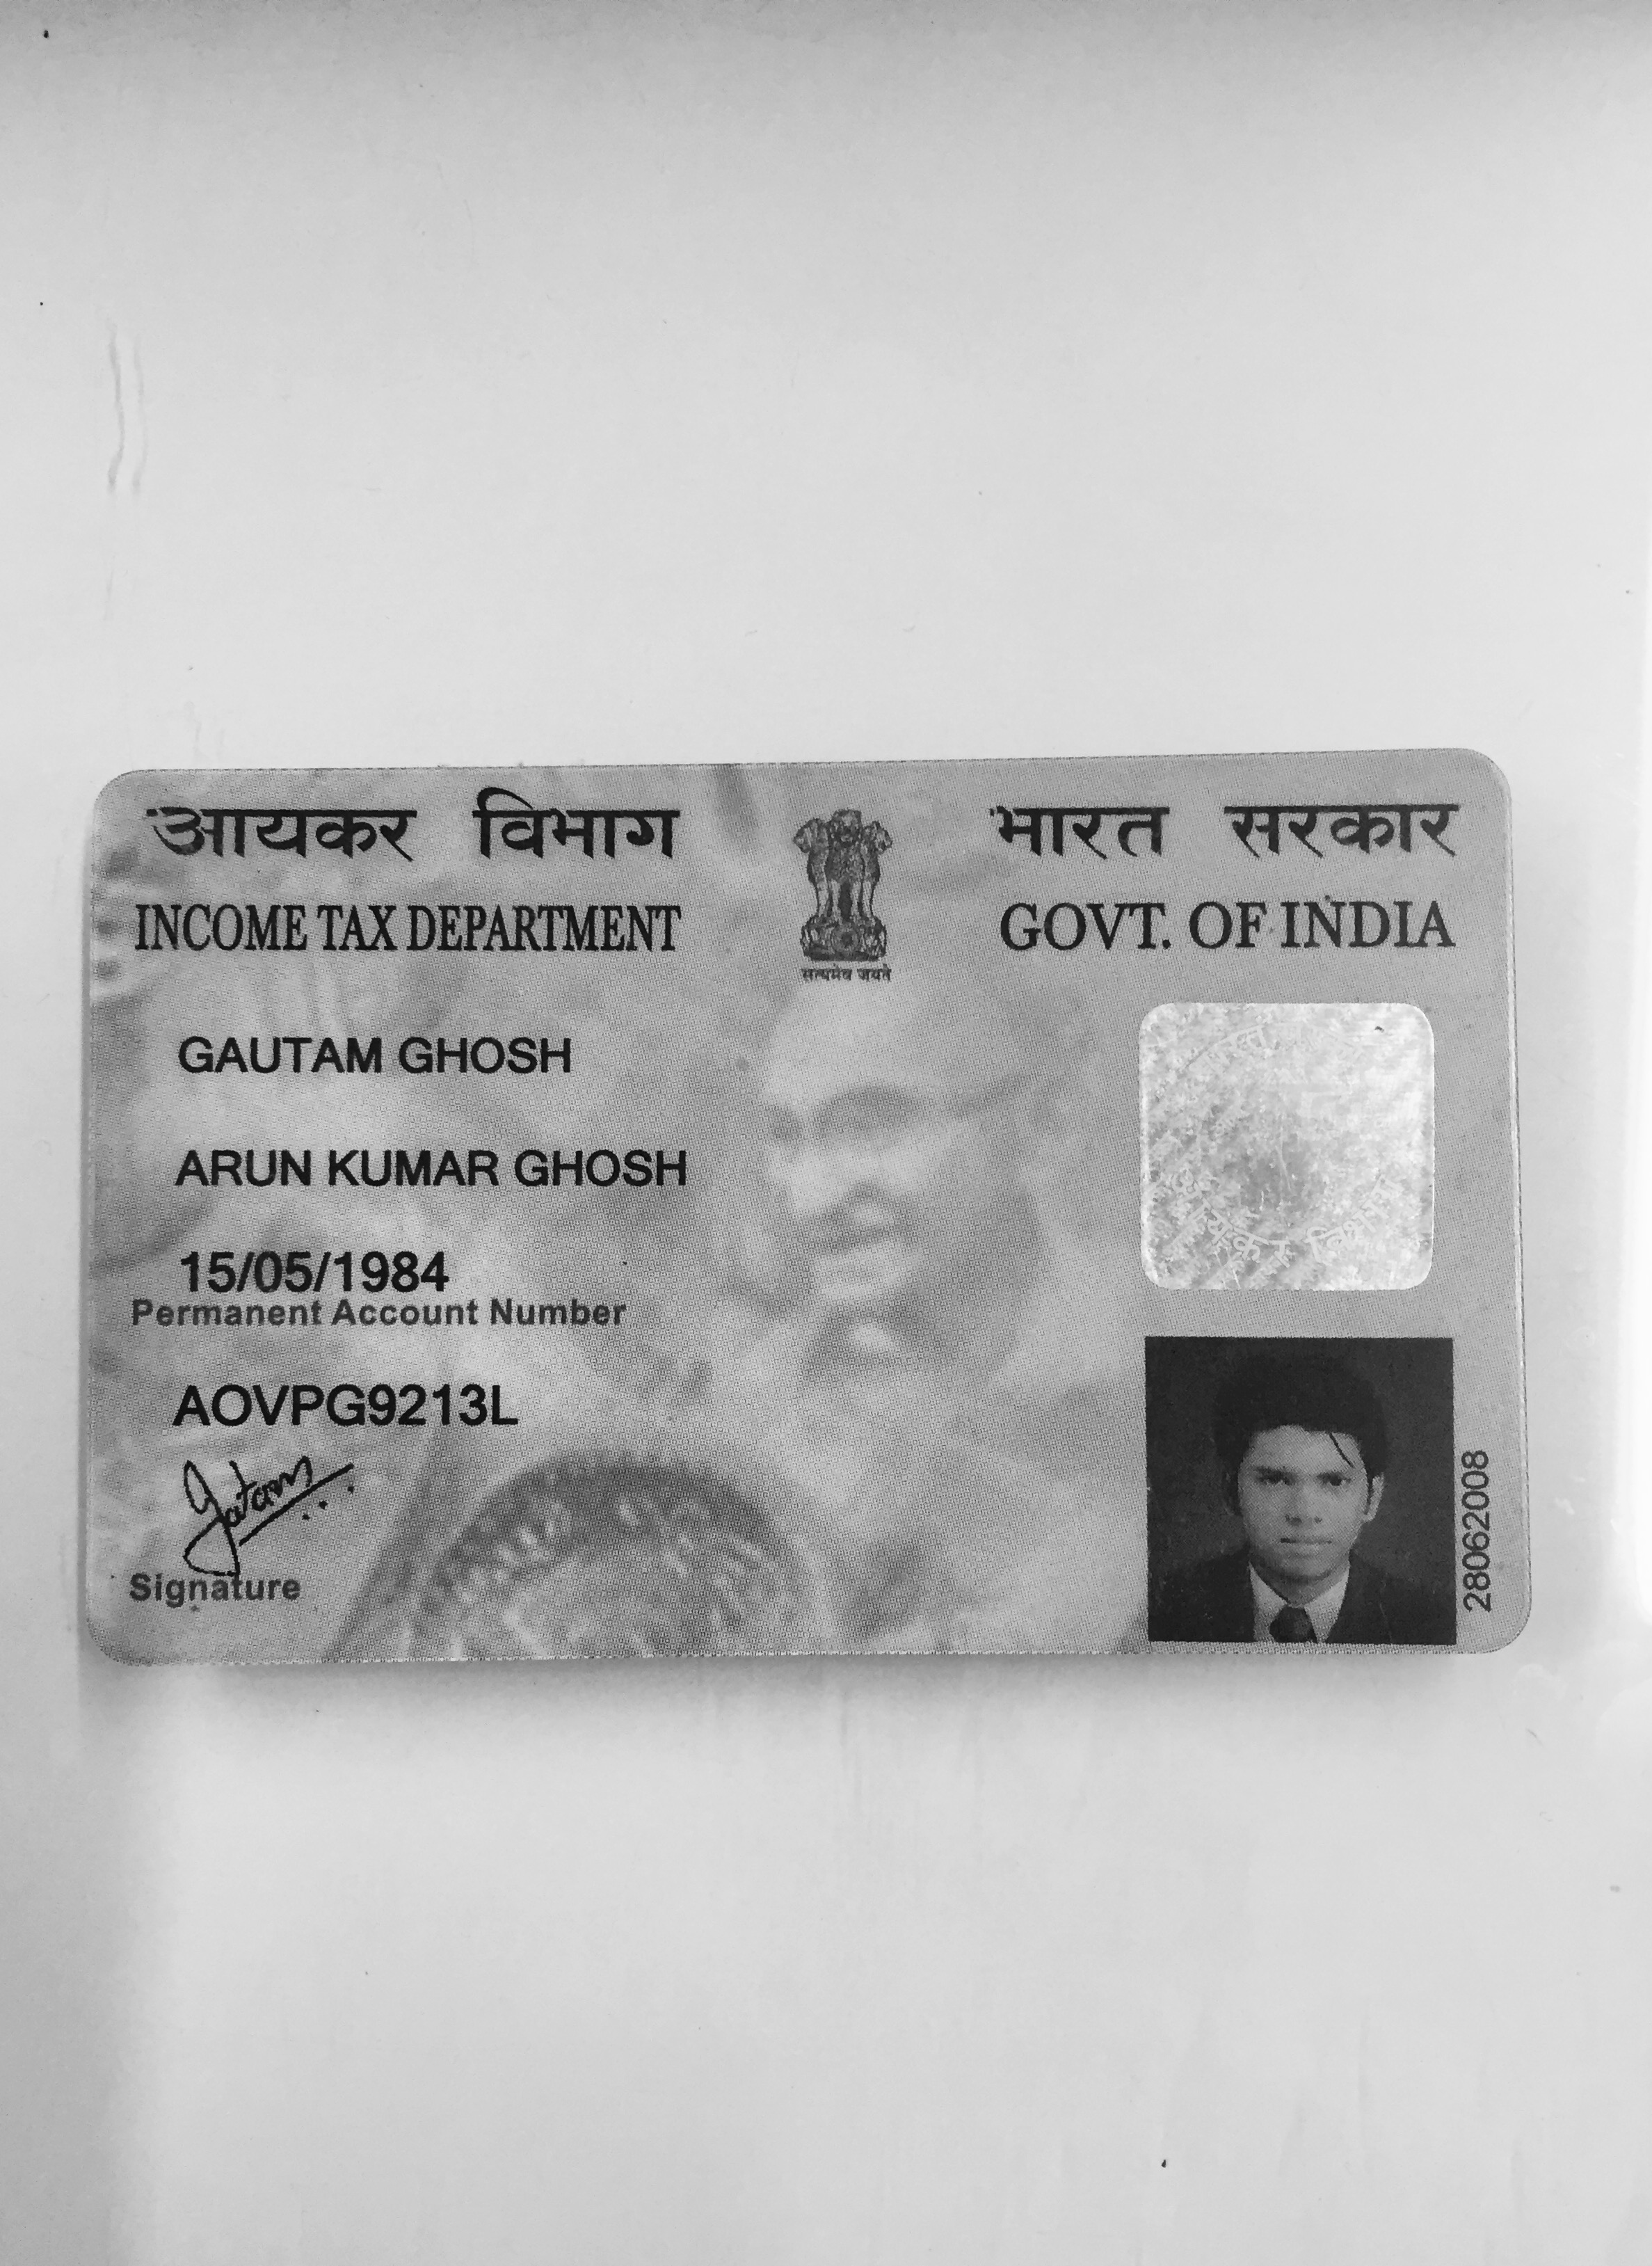 आयकर विभाग
भारत सरकार
INCOME TAX DEPARTMENT
GOVT. OF INDIA
सत्यमेव जयते
GAUTAM GHOSH
ARUN KUMAR GHOSH
15/05/1984
Permanent Account Number
AOVPG9213L
Signature
28062008